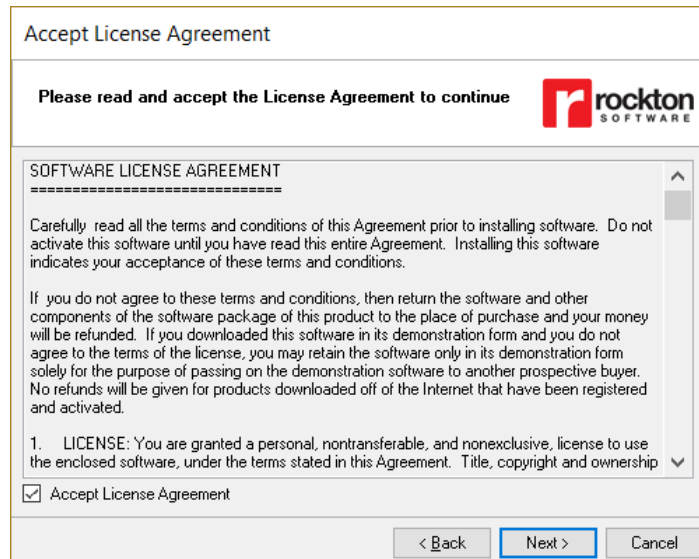 Accept License Agreement
Please read and accept the License Agreement to continue
rockton
SOFTWARE
SOFTWARE LICENSE AGREEMENT
==============================
Carefully  read all the terms and conditions of this Agreement prior to installing software.  Do not
activate this software until you have read this entire Agreement.  Installing this software
indicates your acceptance of these terms and conditions.
If  you do not agree to these terms and conditions, then return the software and other
components of the software package of this product to the place of purchase and your money
will be refunded.  If you downloaded this software in its demonstration form and you do not
agree to the terms of the license, you may retain the software only in its demonstration form
solely for the purpose of passing on the demonstration software to another prospective buyer.
No refunds will be given for products downloaded off of the Internet that have been registered
and activated.
1.    LICENSE: You are granted a personal, nontransferable, and nonexclusive, license to use
the enclosed software, under the terms stated in this Agreement.  Title, copyright and ownership
Accept License Agreement
< Back
Next >
Cancel